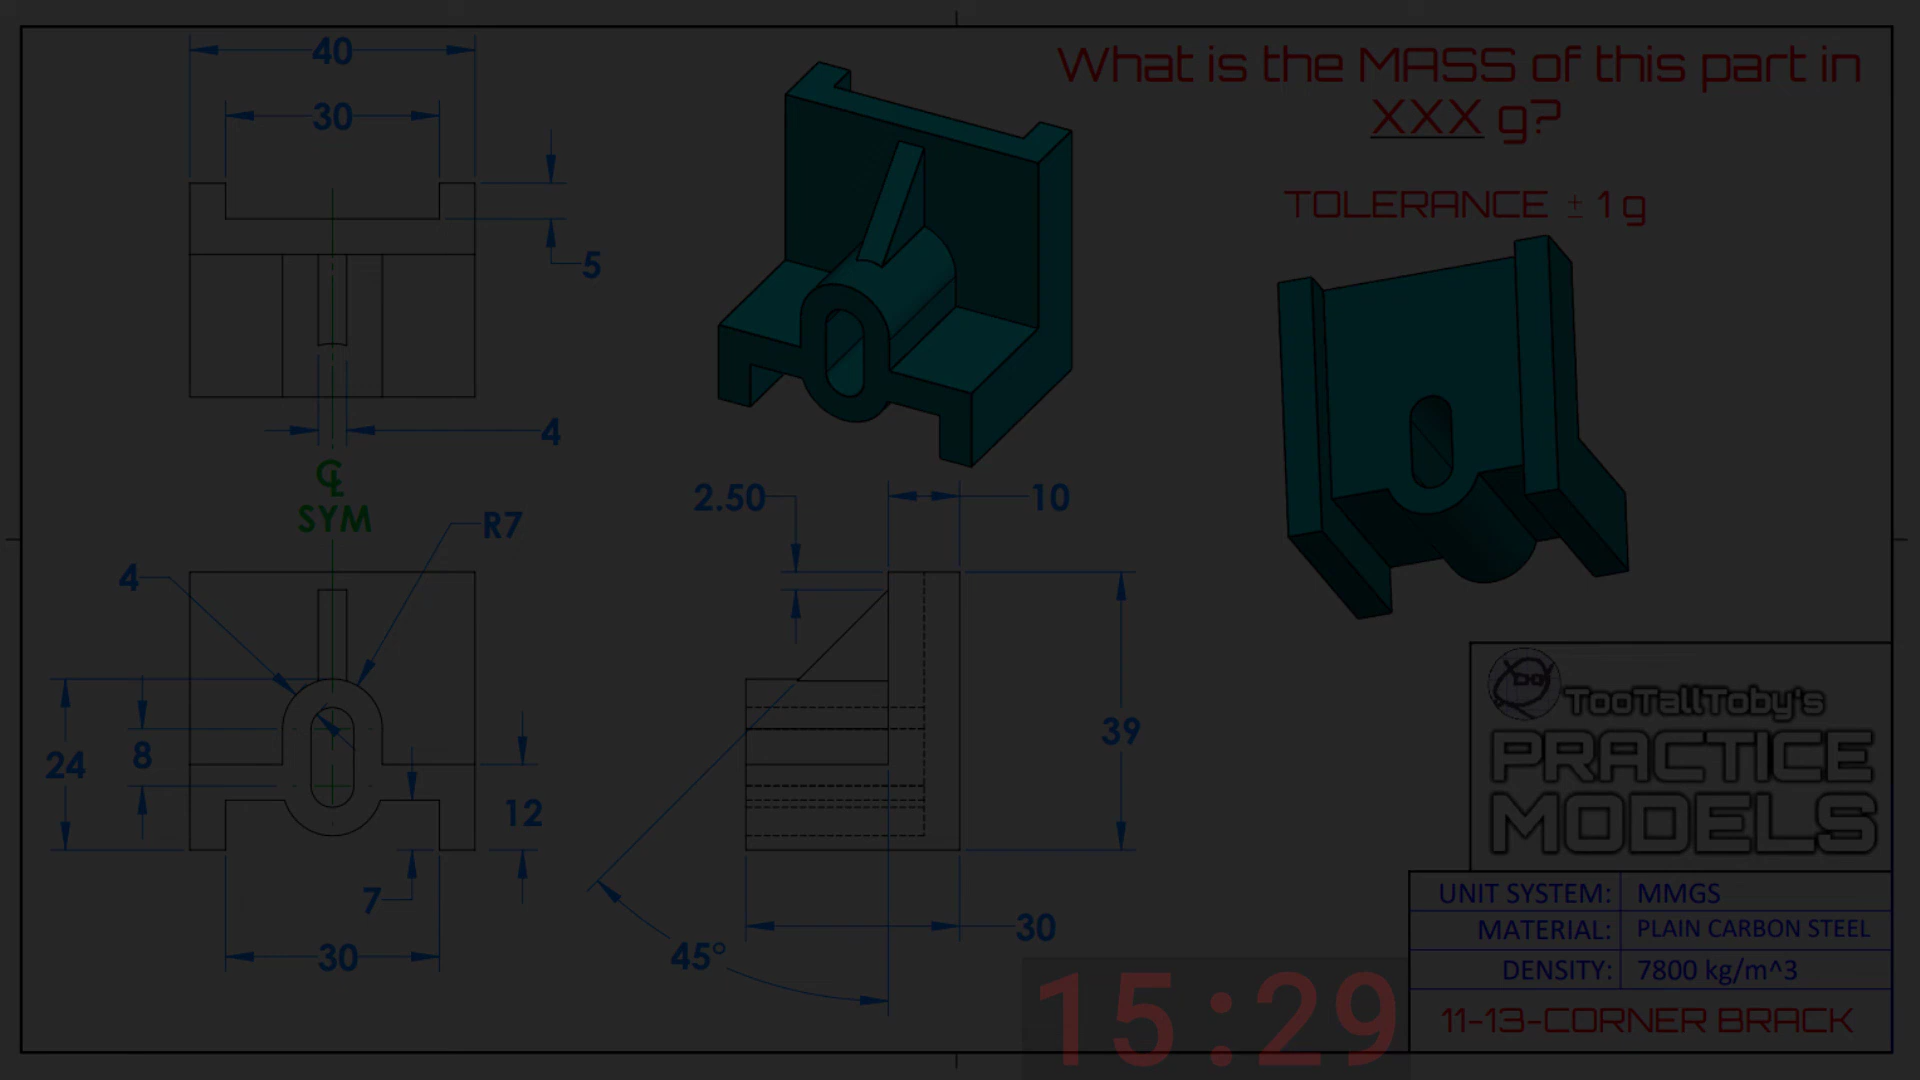 40
What is the MASS of this part in
XXX g?
30
TOLERANCE ± 1 g
5
4
℄
SYM
2.50
10
R7
4
39
24
8
12
7
30
45°
30
15:29
DO
TooTallToby's
PRACTICE
MODELS
UNIT SYSTEM: MMGS
MATERIAL: PLAIN CARBON STEEL
DENSITY: 7800 kg/m^3
11-13-CORNER BRACK